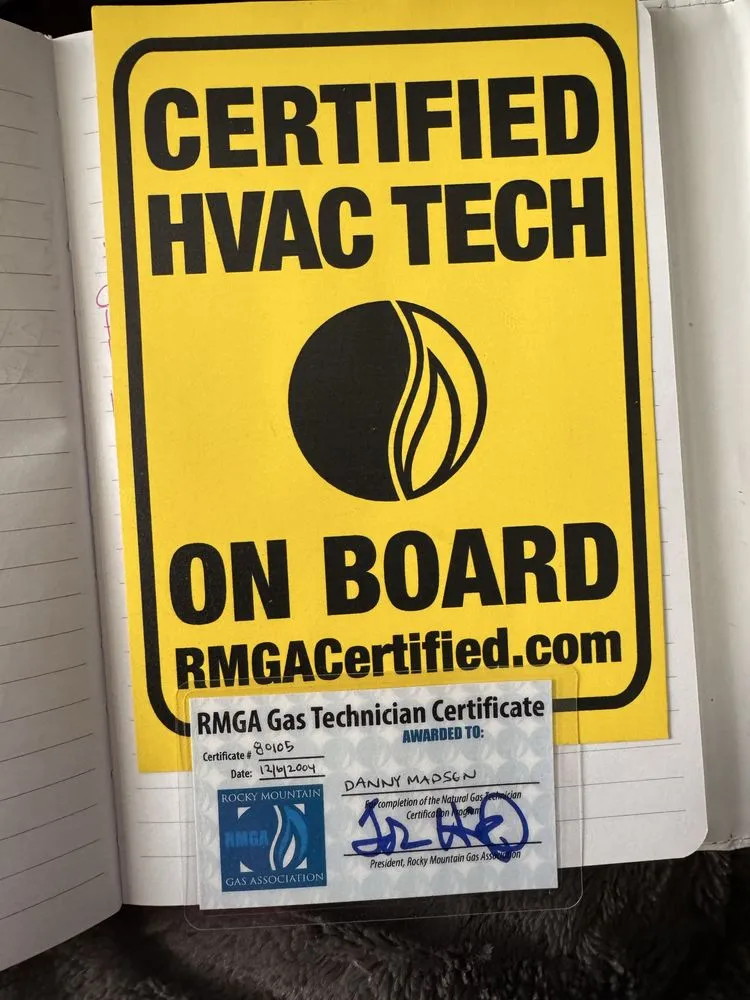 CERTIFIED
HVAC TECH
ON BOARD
RMGACertified.com
RMGA Gas Technician Certificate
AWARDED TO:
Certificate # 80105
Date: 12/6/2004
DANNY MADSEN
For completion of the Natural Gas Technician
Certification Program
President, Rocky Mountain Gas Association
ROCKY MOUNTAIN
RMGA
GAS ASSOCIATION